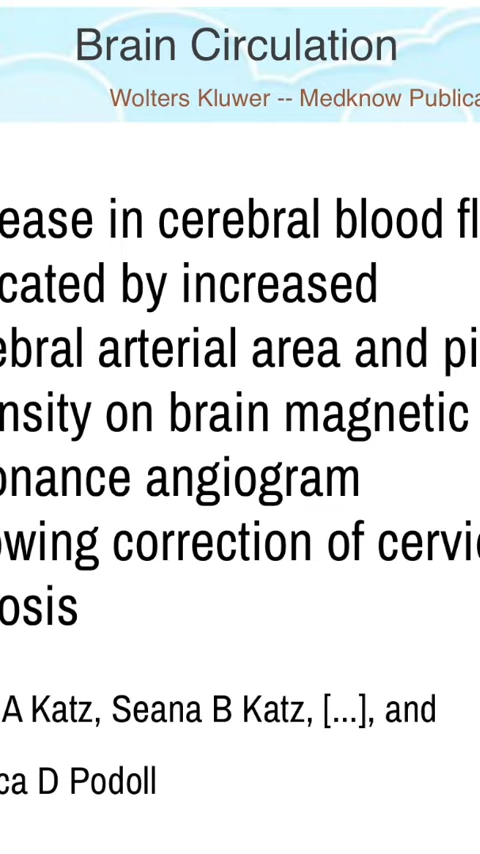 Brain Circulation
Wolters Kluwer -- Medknow Publica
ease in cerebral blood fl
cated by increased
ebral arterial area and pi
nsity on brain magnetic
onance angiogram
owing correction of cervi
osis
A Katz, Seana B Katz, [...], and
ca D Podoll